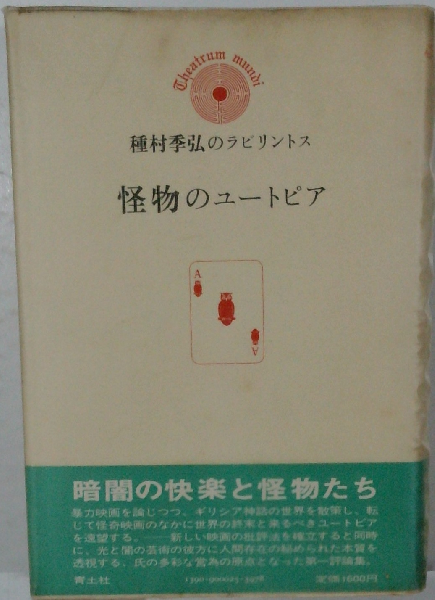 Theatrum mundi
種村季弘のラビリントス
怪物のユートピア
A
A
暗闇の快楽と怪物たち
暴力映画を論じつつ、ギリシア神話の世界を散策し、転
じて怪奇映画のなかに世界の終末と来るべきユートピア
を遠望する。――新しい映画の批評法を確立すると同時
に、光と闇の芸術の彼方に人間存在の秘められた本質を
透視する、氏の多彩な営為の原点となった第一評論集。
青土社
定価1600円